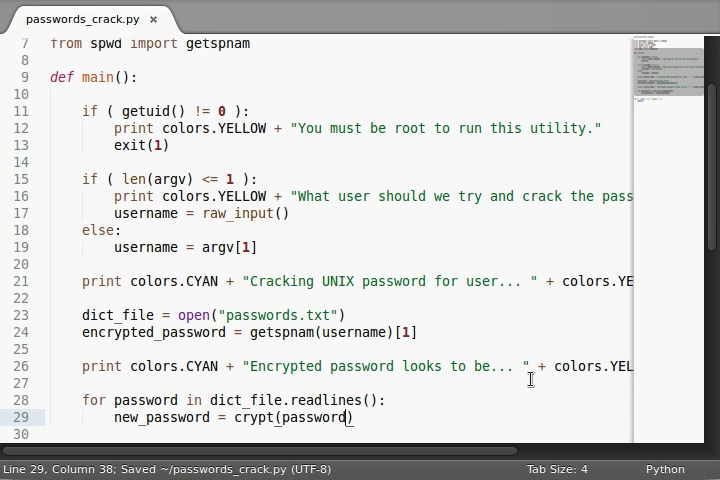 passwords_crack.py ×
7 from spwd import getspnam
8
9 def main():
10
11 if ( getuid() != 0 ):
12 print colors.YELLOW + "You must be root to run this utility."
13 exit(1)
14
15 if ( len(argv) <= 1 ):
16 print colors.YELLOW + "What user should we try and crack the pass
17 username = raw_input()
18 else:
19 username = argv[1]
20
21 print colors.CYAN + "Cracking UNIX password for user... " + colors.YE
22
23 dict_file = open("passwords.txt")
24 encrypted_password = getspnam(username)[1]
25
26 print colors.CYAN + "Encrypted password looks to be... " + colors.YEL
27
28 for password in dict_file.readlines():
29 new_password = crypt(password)
30
Line 29, Column 38; Saved ~/passwords_crack.py (UTF-8) Tab Size: 4 Python